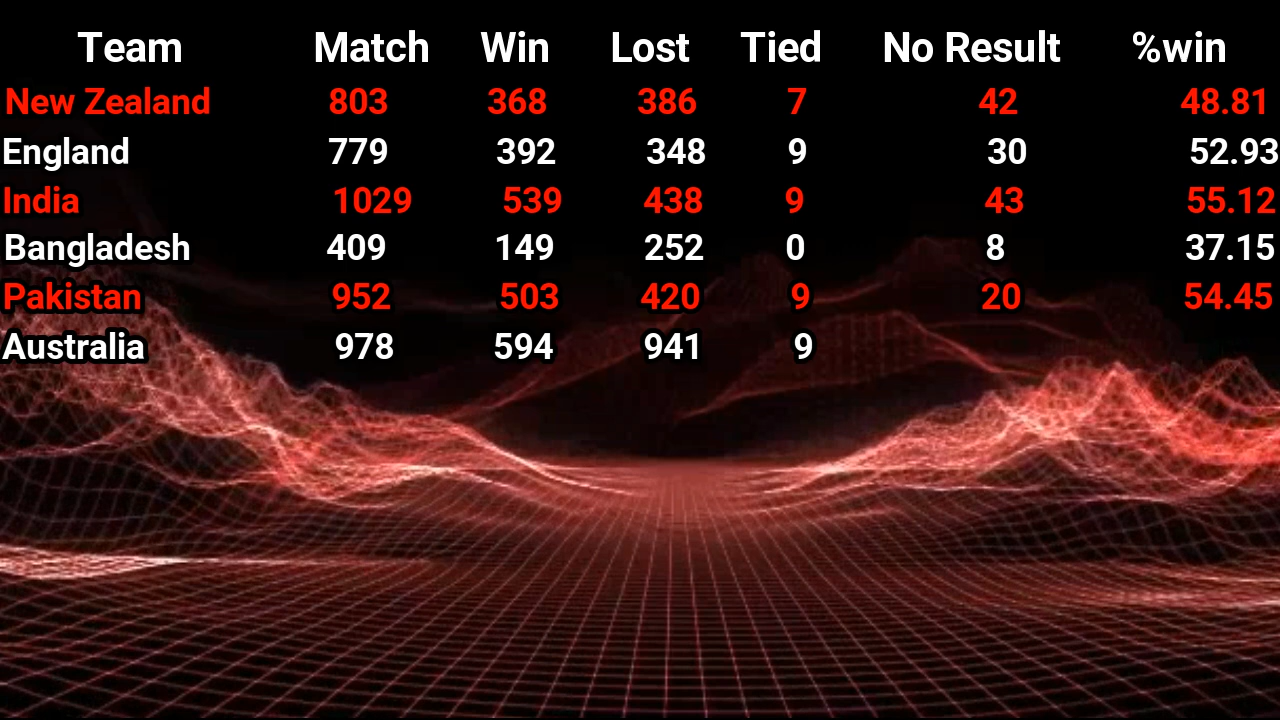 Team Match Win Lost Tied No Result %win
New Zealand 803 368 386 7 42 48.81
England 779 392 348 9 30 52.93
India 1029 539 438 9 43 55.12
Bangladesh 409 149 252 0 8 37.15
Pakistan 952 503 420 9 20 54.45
Australia 978 594 941 9